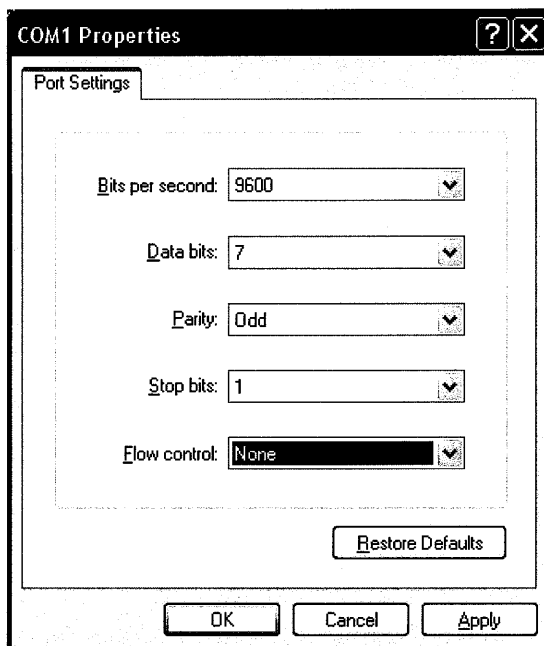 COM1 Properties
Port Settings
Bits per second: 9600
Data bits: 7
Parity: Odd
Stop bits: 1
Flow control: None
Restore Defaults
OK Cancel Apply